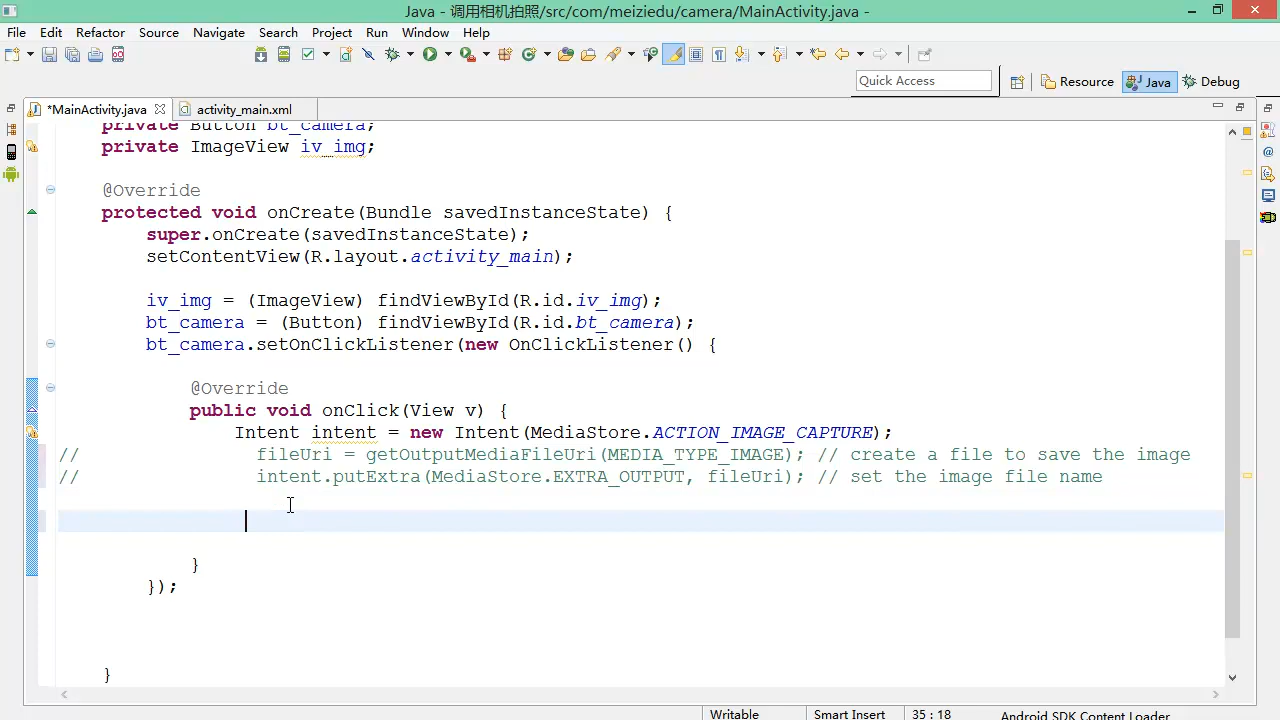 Java - 调用相机拍照/src/com/meiziedu/camera/MainActivity.java -
File Edit Refactor Source Navigate Search Project Run Window Help
Quick Access
Resource Java Debug
*MainActivity.java activity_main.xml
private Button bt_camera;
private ImageView iv_img;
@Override
protected void onCreate(Bundle savedInstanceState) {
super.onCreate(savedInstanceState);
setContentView(R.layout.activity_main);
iv_img = (ImageView) findViewById(R.id.iv_img);
bt_camera = (Button) findViewById(R.id.bt_camera);
bt_camera.setOnClickListener(new OnClickListener() {
@Override
public void onClick(View v) {
Intent intent = new Intent(MediaStore.ACTION_IMAGE_CAPTURE);
// fileUri = getOutputMediaFileUri(MEDIA_TYPE_IMAGE); // create a file to save the image
// intent.putExtra(MediaStore.EXTRA_OUTPUT, fileUri); // set the image file name
}
});
}
Writable Smart Insert 35 : 18 Android SDK Content Loader